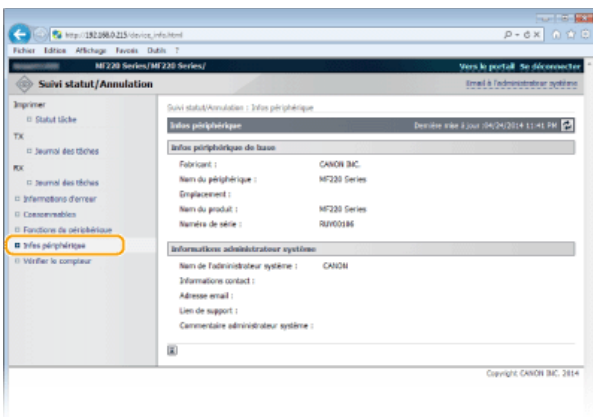 http://192.168.0.215/device_info.html
Fichier Edition Affichage Favoris Outils ?
MF220 Series/MF220 Series/
Vers le portail Se déconnecter
Suivi statut/Annulation
Email à l'administrateur système
Imprimer
Statut tâche
TX
Journal des tâches
RX
Journal des tâches
Informations d'erreur
Consommables
Fonctions de périphérique
Infos périphérique
Vérifier le compteur
Suivi statut/Annulation : Infos périphérique
Infos périphérique
Dernière mise à jour :04/24/2014 11:41 PM
Infos périphérique de base
Fabricant : CANON INC.
Nom du périphérique : MF220 Series
Emplacement :
Nom du produit : MF220 Series
Numéro de série : RUY00186
Informations administrateur système
Nom de l'administrateur système : CANON
Informations contact :
Adresse email :
Lien de support :
Commentaire administrateur système :
Copyright CANON INC. 2014